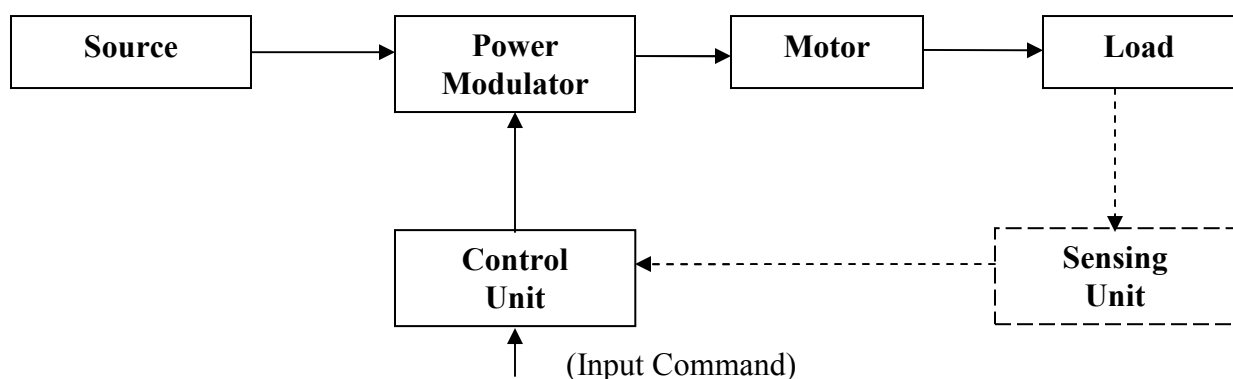 Source
Power
Modulator
Motor
Load
Control
Unit
Sensing
Unit
(Input Command)